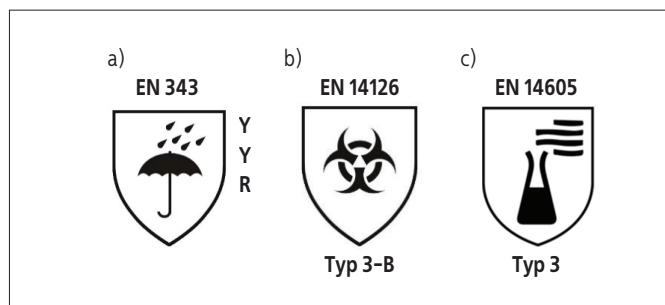 a)
EN 343
Y
Y
R
b)
EN 14126
Typ 3-B
c)
EN 14605
Typ 3